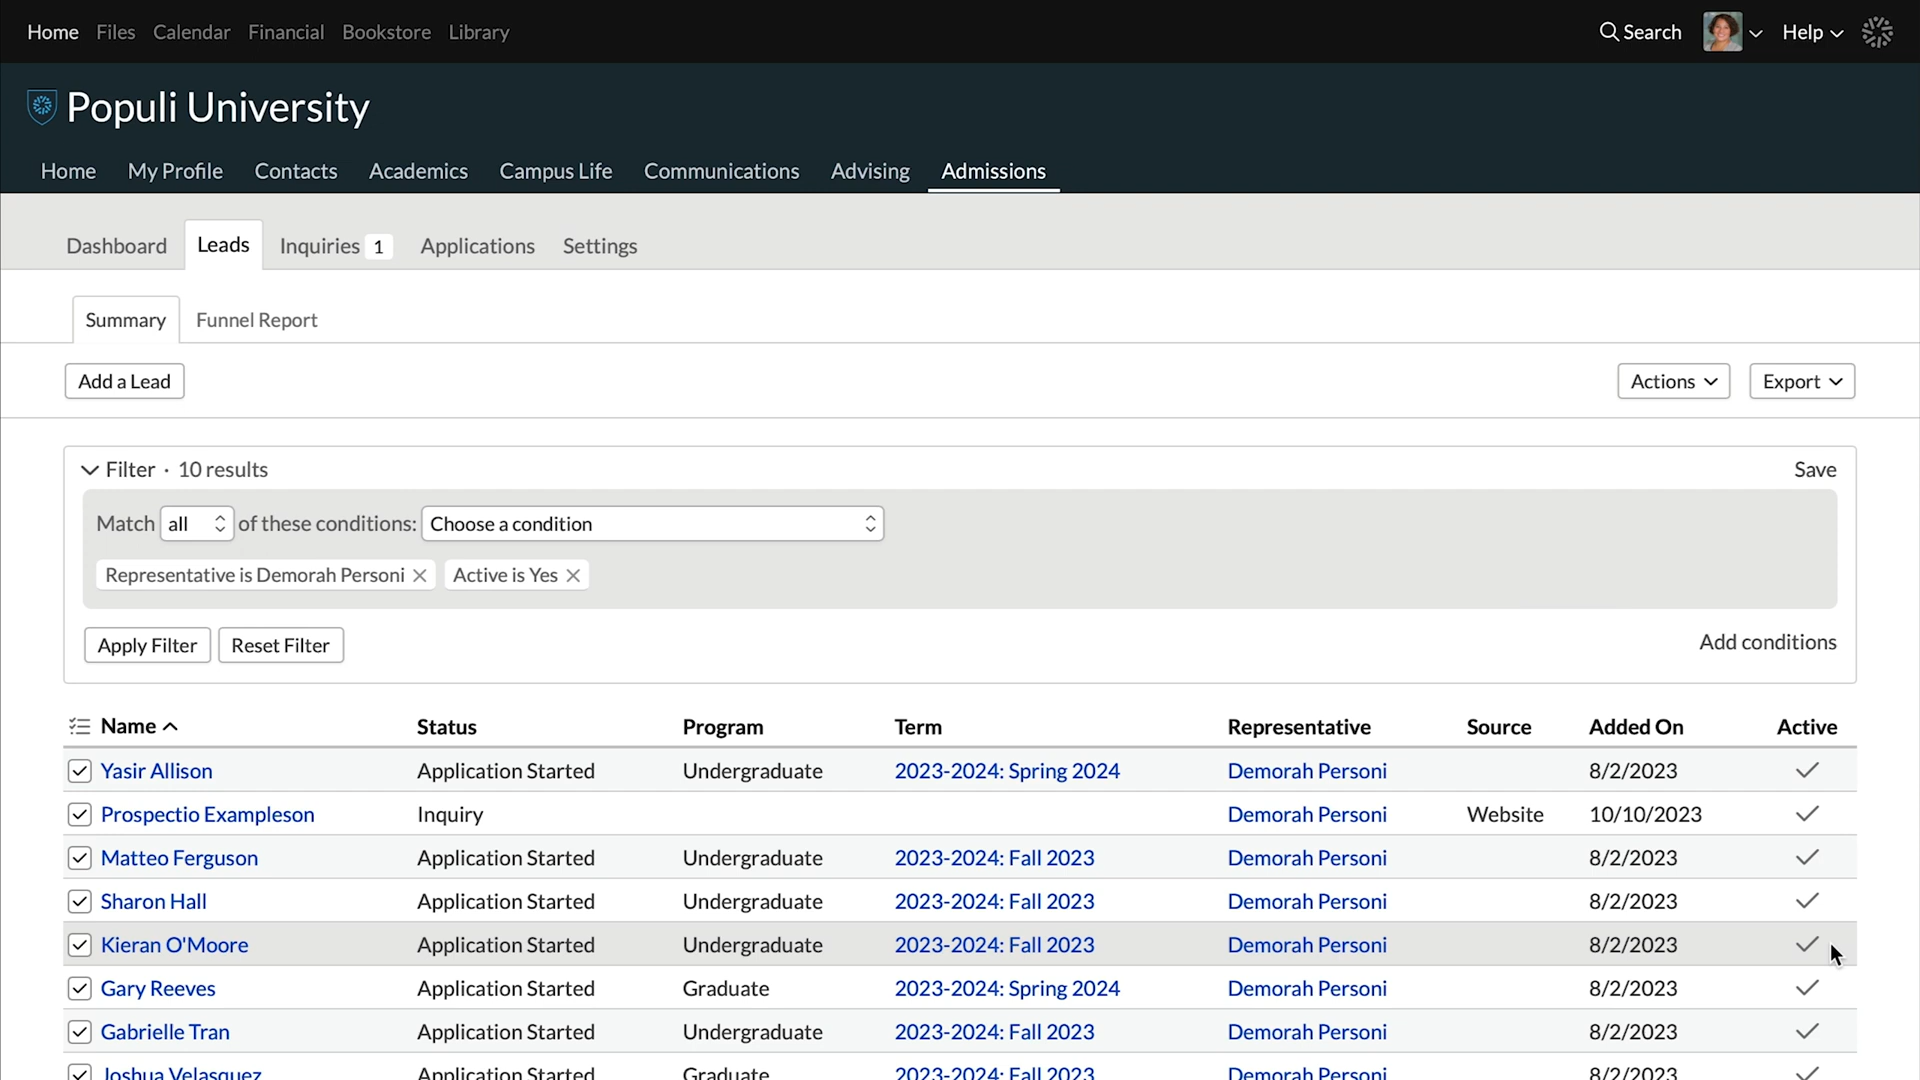 Home Files Calendar Financial Bookstore Library Search Help
Populi University
Home My Profile Contacts Academics Campus Life Communications Advising Admissions
Dashboard Leads Inquiries 1 Applications Settings
Summary Funnel Report
Add a Lead Actions Export
Filter · 10 results Save
Match all of these conditions: Choose a condition
Representative is Demorah Personi Active is Yes
Apply Filter Reset Filter Add conditions
Name Status Program Term Representative Source Added On Active
Yasir Allison Application Started Undergraduate 2023-2024: Spring 2024 Demorah Personi 8/2/2023
Prospectio Exampleson Inquiry Demorah Personi Website 10/10/2023
Matteo Ferguson Application Started Undergraduate 2023-2024: Fall 2023 Demorah Personi 8/2/2023
Sharon Hall Application Started Undergraduate 2023-2024: Fall 2023 Demorah Personi 8/2/2023
Kieran O'Moore Application Started Undergraduate 2023-2024: Fall 2023 Demorah Personi 8/2/2023
Gary Reeves Application Started Graduate 2023-2024: Spring 2024 Demorah Personi 8/2/2023
Gabrielle Tran Application Started Undergraduate 2023-2024: Fall 2023 Demorah Personi 8/2/2023
Joshua Velasquez Application Started Graduate 2023-2024: Fall 2023 Demorah Personi 8/2/2023